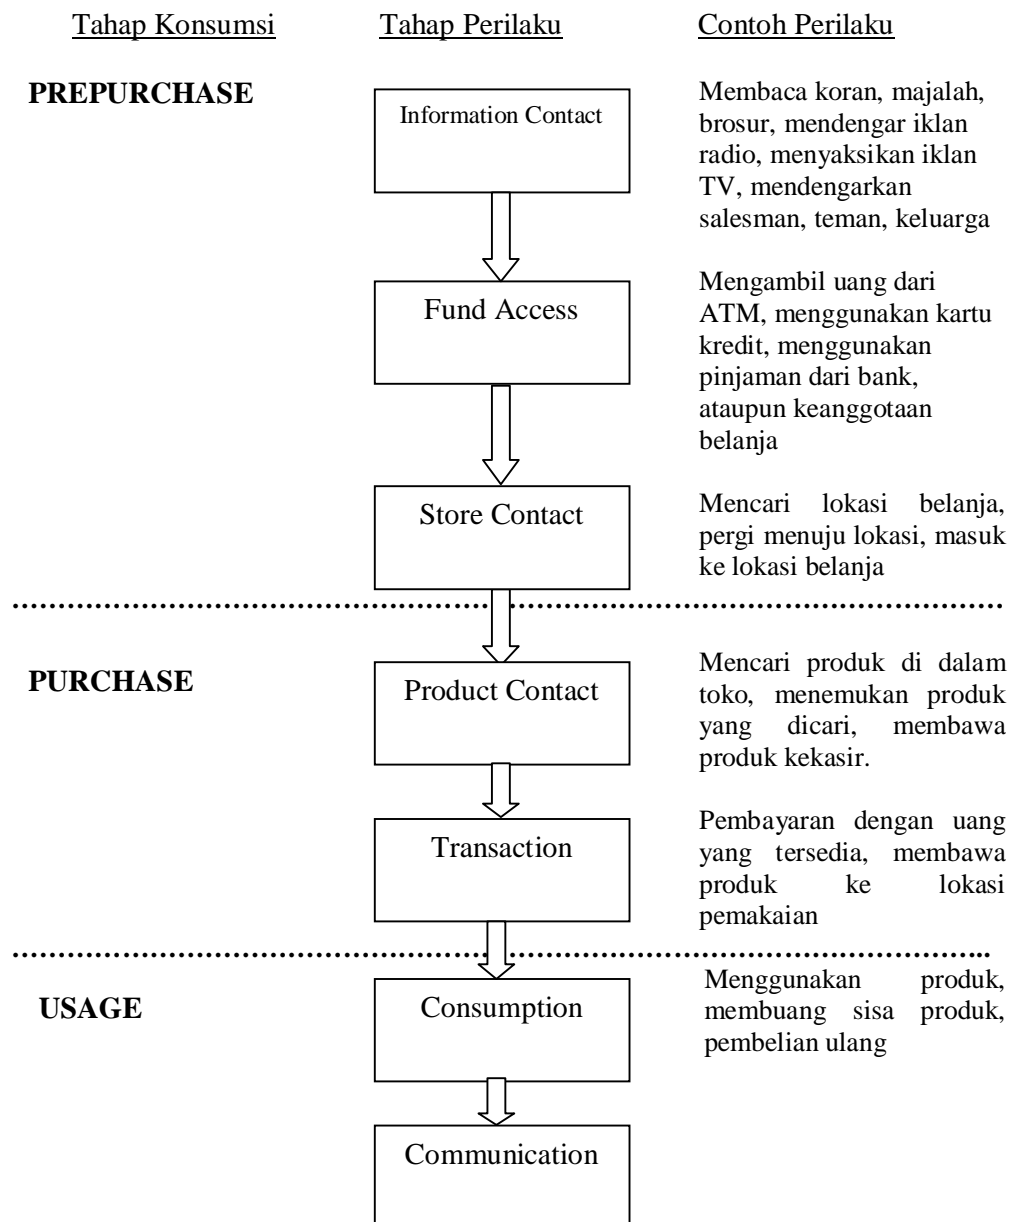 Tahap Konsumsi Tahap Perilaku Contoh Perilaku
PREPURCHASE
Information Contact
Membaca koran, majalah,
brosur, mendengar iklan
radio, menyaksikan iklan
TV, mendengarkan
salesman, teman, keluarga
Fund Access
Mengambil uang dari
ATM, menggunakan kartu
kredit, menggunakan
pinjaman dari bank,
ataupun keanggotaan
belanja
Store Contact
Mencari lokasi belanja,
pergi menuju lokasi, masuk
ke lokasi belanja
PURCHASE
Product Contact
Mencari produk di dalam
toko, menemukan produk
yang dicari, membawa
produk kekasir.
Transaction
Pembayaran dengan uang
yang tersedia, membawa
produk ke lokasi
pemakaian
USAGE
Consumption
Menggunakan produk,
membuang sisa produk,
pembelian ulang
Communication